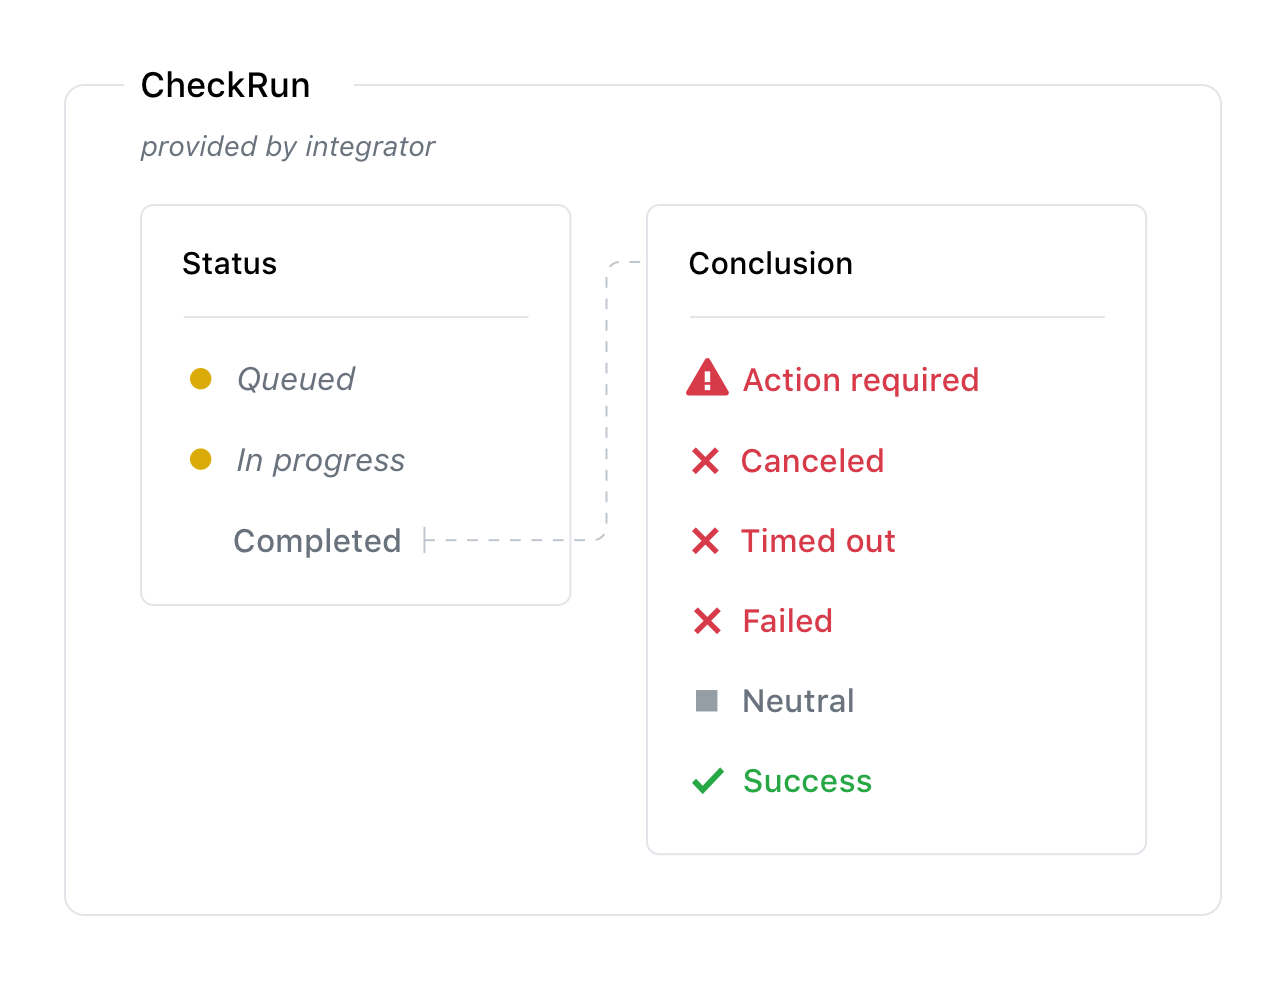 CheckRun
provided by integrator
Status
Queued
In progress
Completed
Conclusion
Action required
Canceled
Timed out
Failed
Neutral
Success